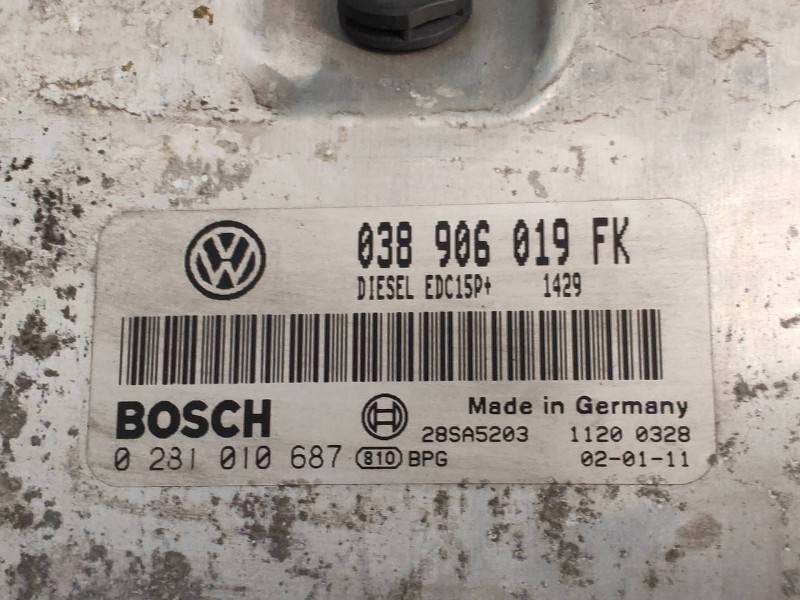 038 906 019 FK
DIESEL EDC15P+ 1429
BOSCH Made in Germany
28SA5203 1120 0328
0 281 010 687 810 BPG 02-01-11